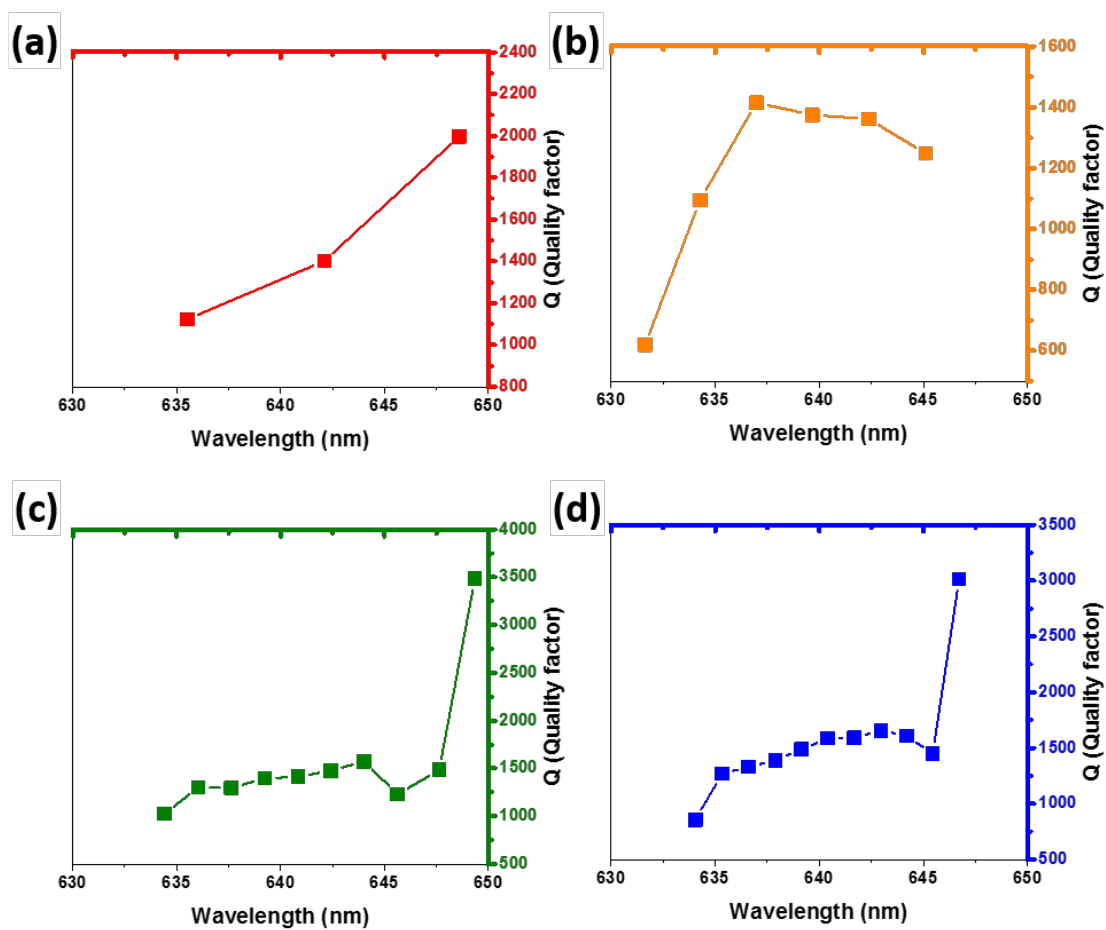 (a)
2400
2200
2000
1800
1600
1400
1200
1000
800
Q (Quality factor)
630 635 640 645 650
Wavelength (nm)
(b)
1600
1400
1200
1000
800
600
Q (Quality factor)
630 635 640 645 650
Wavelength (nm)
(c)
4000
3500
3000
2500
2000
1500
1000
500
Q (Quality factor)
630 635 640 645 650
Wavelength (nm)
(d)
3500
3000
2500
2000
1500
1000
500
Q (Quality factor)
630 635 640 645 650
Wavelength (nm)